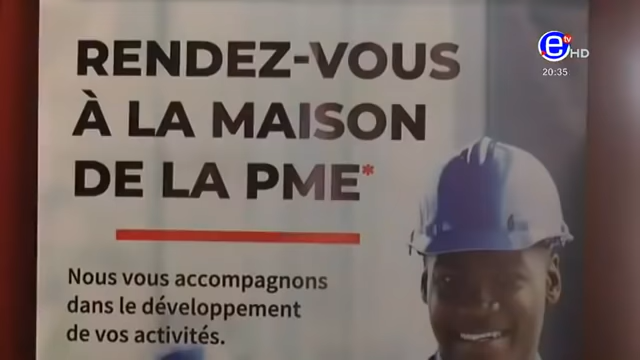 RENDEZ-VOUS
À LA MAISON
DE LA PME*
Nous vous accompagnons
dans le développement
de vos activités.
e tv HD
20:35